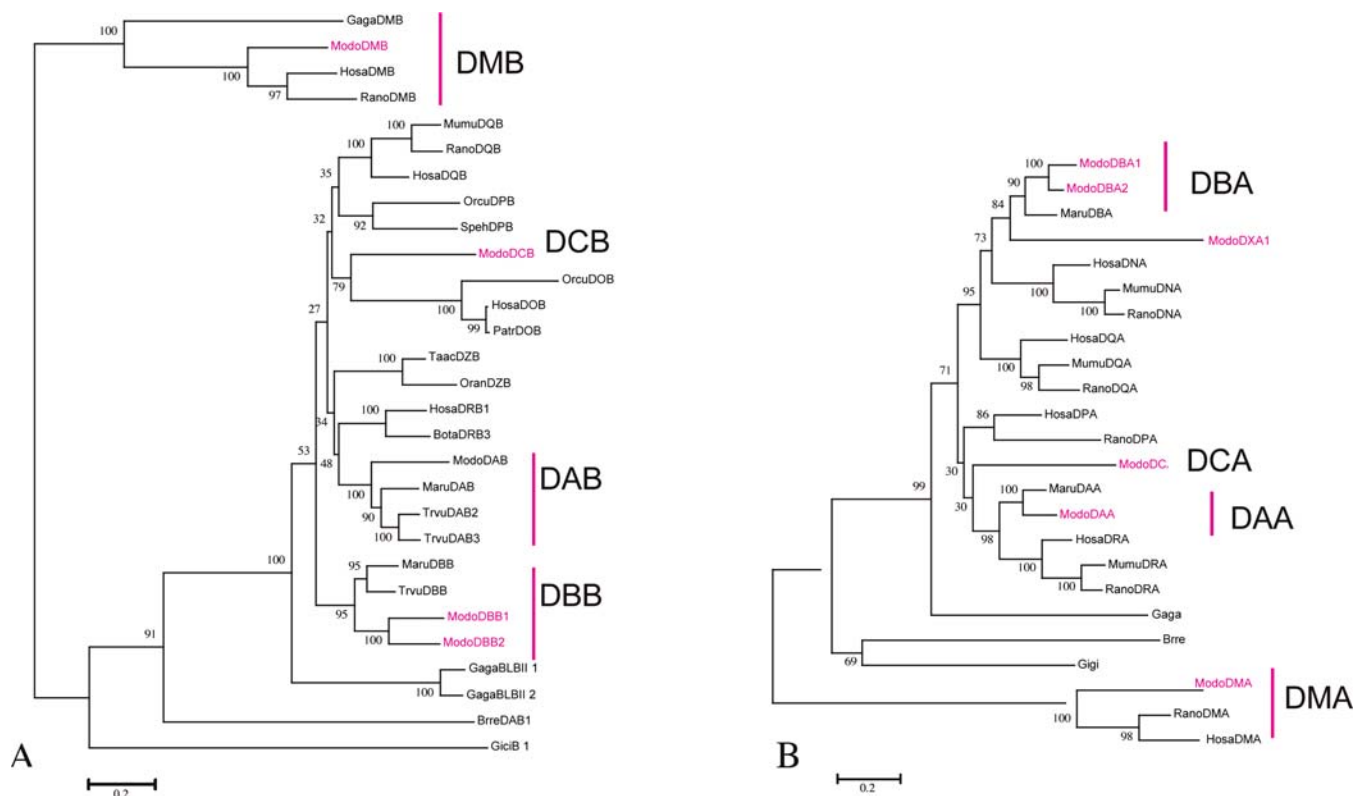 GagaDMB
100
ModoDMB
DMB
HosaDMB
100
97
RanoDMB
100
MumuDQB
100
RanoDQB
35
HosaDQB
OrcuDPB
32
92
SpehDPB
DCB
ModoDCB
79
OrcuDOB
100
HosaDOB
27
99
PatrDOB
100
TaacDZB
OranDZB
100
HosaDRB1
34
BotaDRB3
53
48
ModoDAB
100
MaruDAB
DAB
90
TrvuDAB2
100
TrvuDAB3
100
95
MaruDBB
TrvuDBB
DBB
95
ModoDBB1
100
ModoDBB2
91
GagaBLBII 1
100
GagaBLBII 2
BrreDAB1
GiciB 1
A
0.2
100
ModoDBA1
DBA
90
ModoDBA2
84
MaruDBA
73
ModoDXA1
HosaDNA
100
MumuDNA
95
100
RanoDNA
HosaDQA
100
MumuDQA
71
98
RanoDQA
86
HosaDPA
RanoDPA
30
ModoDC.
DCA
99
100
MaruDAA
30
ModoDAA
DAA
98
HosaDRA
100
MumuDRA
100
RanoDRA
Gaga
Brre
69
Gigi
ModoDMA
DMA
100
RanoDMA
98
HosaDMA
B
0.2